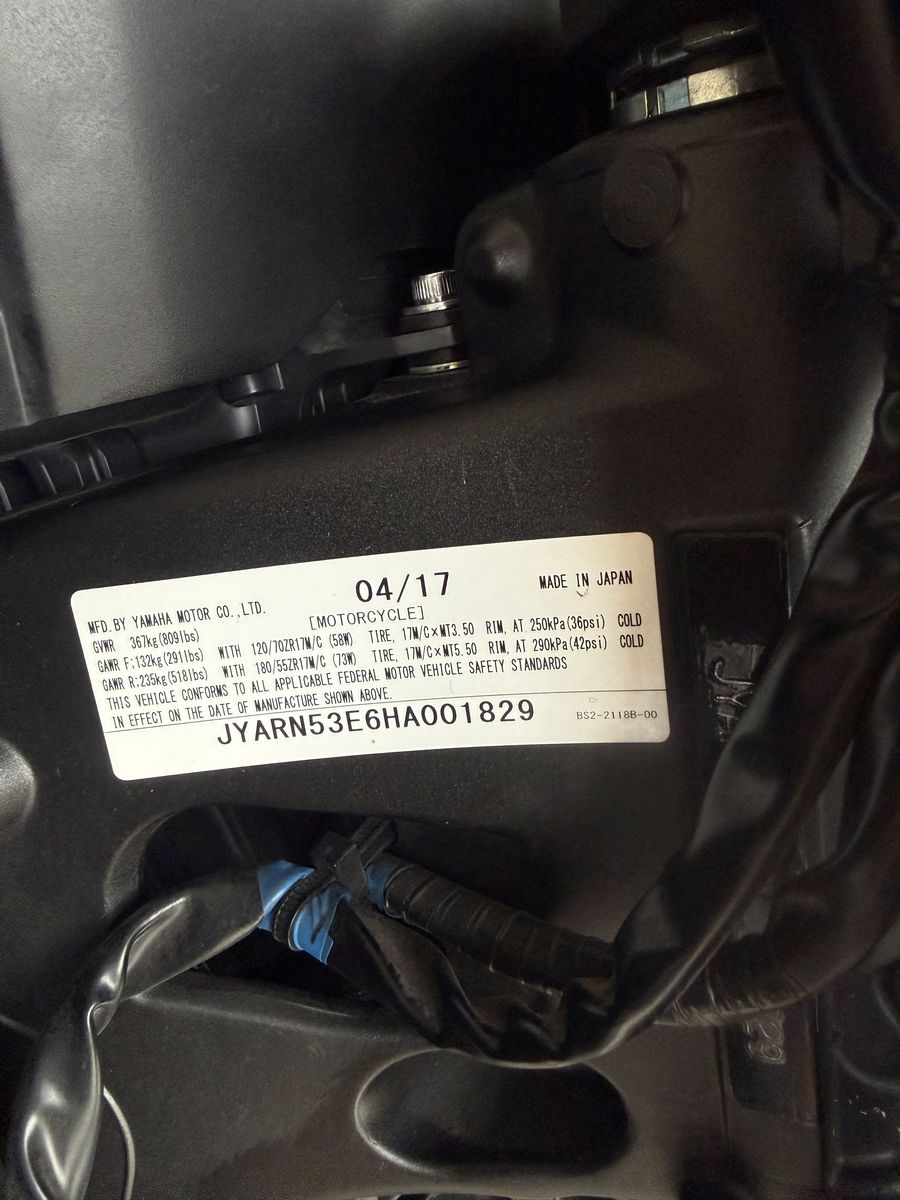 04/17
MADE IN JAPAN
MFD.BY YAMAHA MOTOR CO.,LTD.
[MOTORCYCLE]
GVWR 367kg(809lbs)
GAWR F:132kg(291lbs) WITH 120/70ZR17M/C (58W) TIRE, 17M/C×MT3.50 RIM, AT 250kPa(36psi) COLD
GAWR R:235kg(518lbs) WITH 180/55ZR17M/C (73W) TIRE, 17M/C×MT5.50 RIM, AT 290kPa(42psi) COLD
THIS VEHICLE CONFORMS TO ALL APPLICABLE FEDERAL MOTOR VEHICLE SAFETY STANDARDS
IN EFFECT ON THE DATE OF MANUFACTURE SHOWN ABOVE.
JYARN53E6HA001829
BS2-2118B-00
JY
29